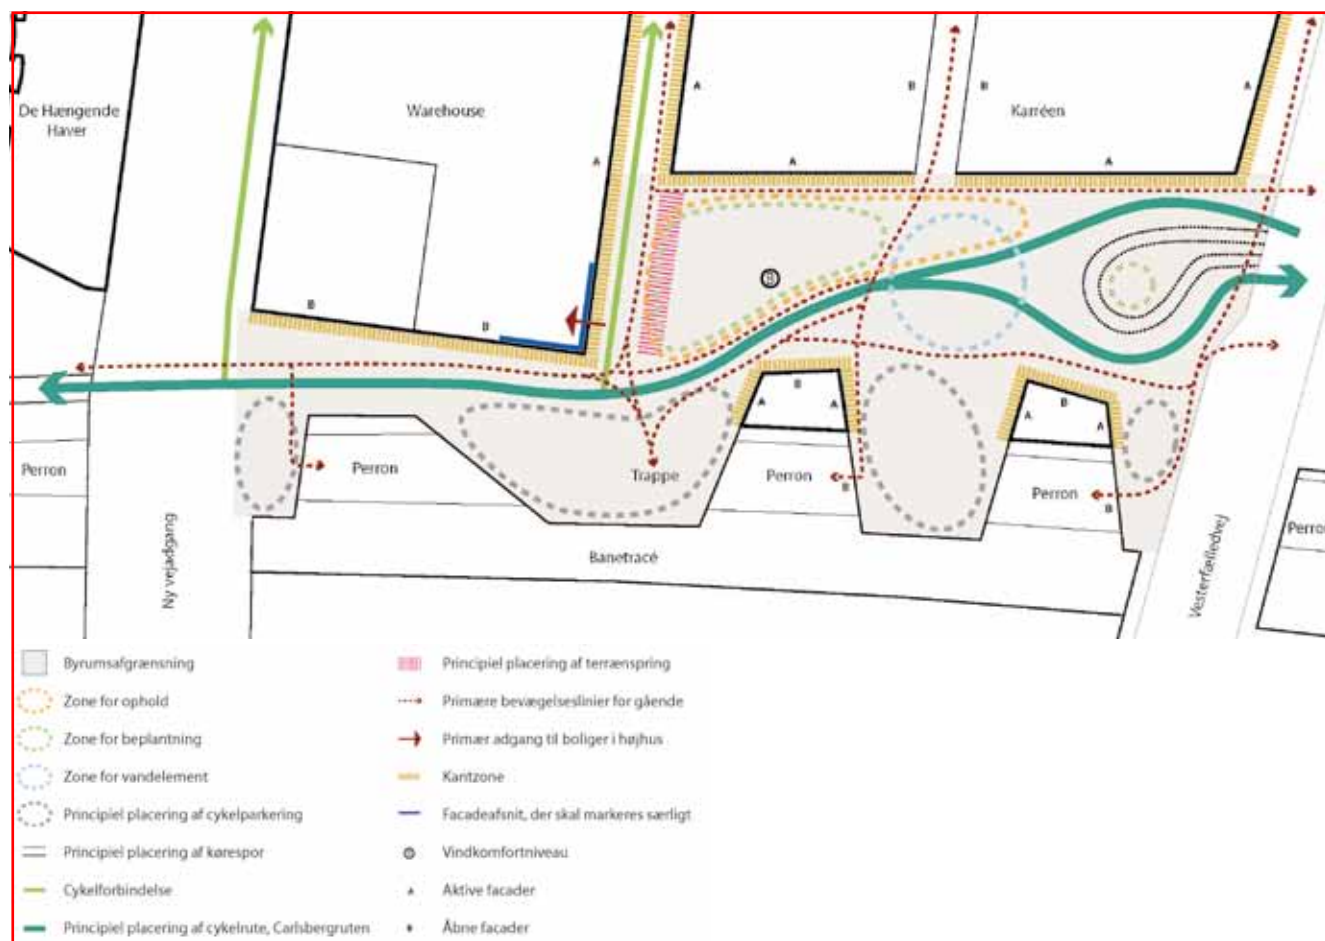 De Hængende
Haver
Warehouse
A
B
B
A
B
B
Karréen
A
A
A
B
B
A
A
B
A
A
B
A
Perron
Perron
Trappe
Perron
B
Perron
B
Perron
Banetracé
Ny vejadgang
Vesterfælledvej
Byrumsafgrænsning
Zone for ophold
Zone for beplantning
Zone for vandelement
Principiel placering af cykelparkering
Principiel placering af kørespor
Cykelforbindelse
Principiel placering af cykelrute, Carlsbergruten
Principiel placering af terrænspring
Primære bevægelseslinier for gående
Primær adgang til boliger i højhus
Kantzone
Facadeafsnit, der skal markeres særligt
Vindkomfortniveau
A Aktive facader
Åbne facader